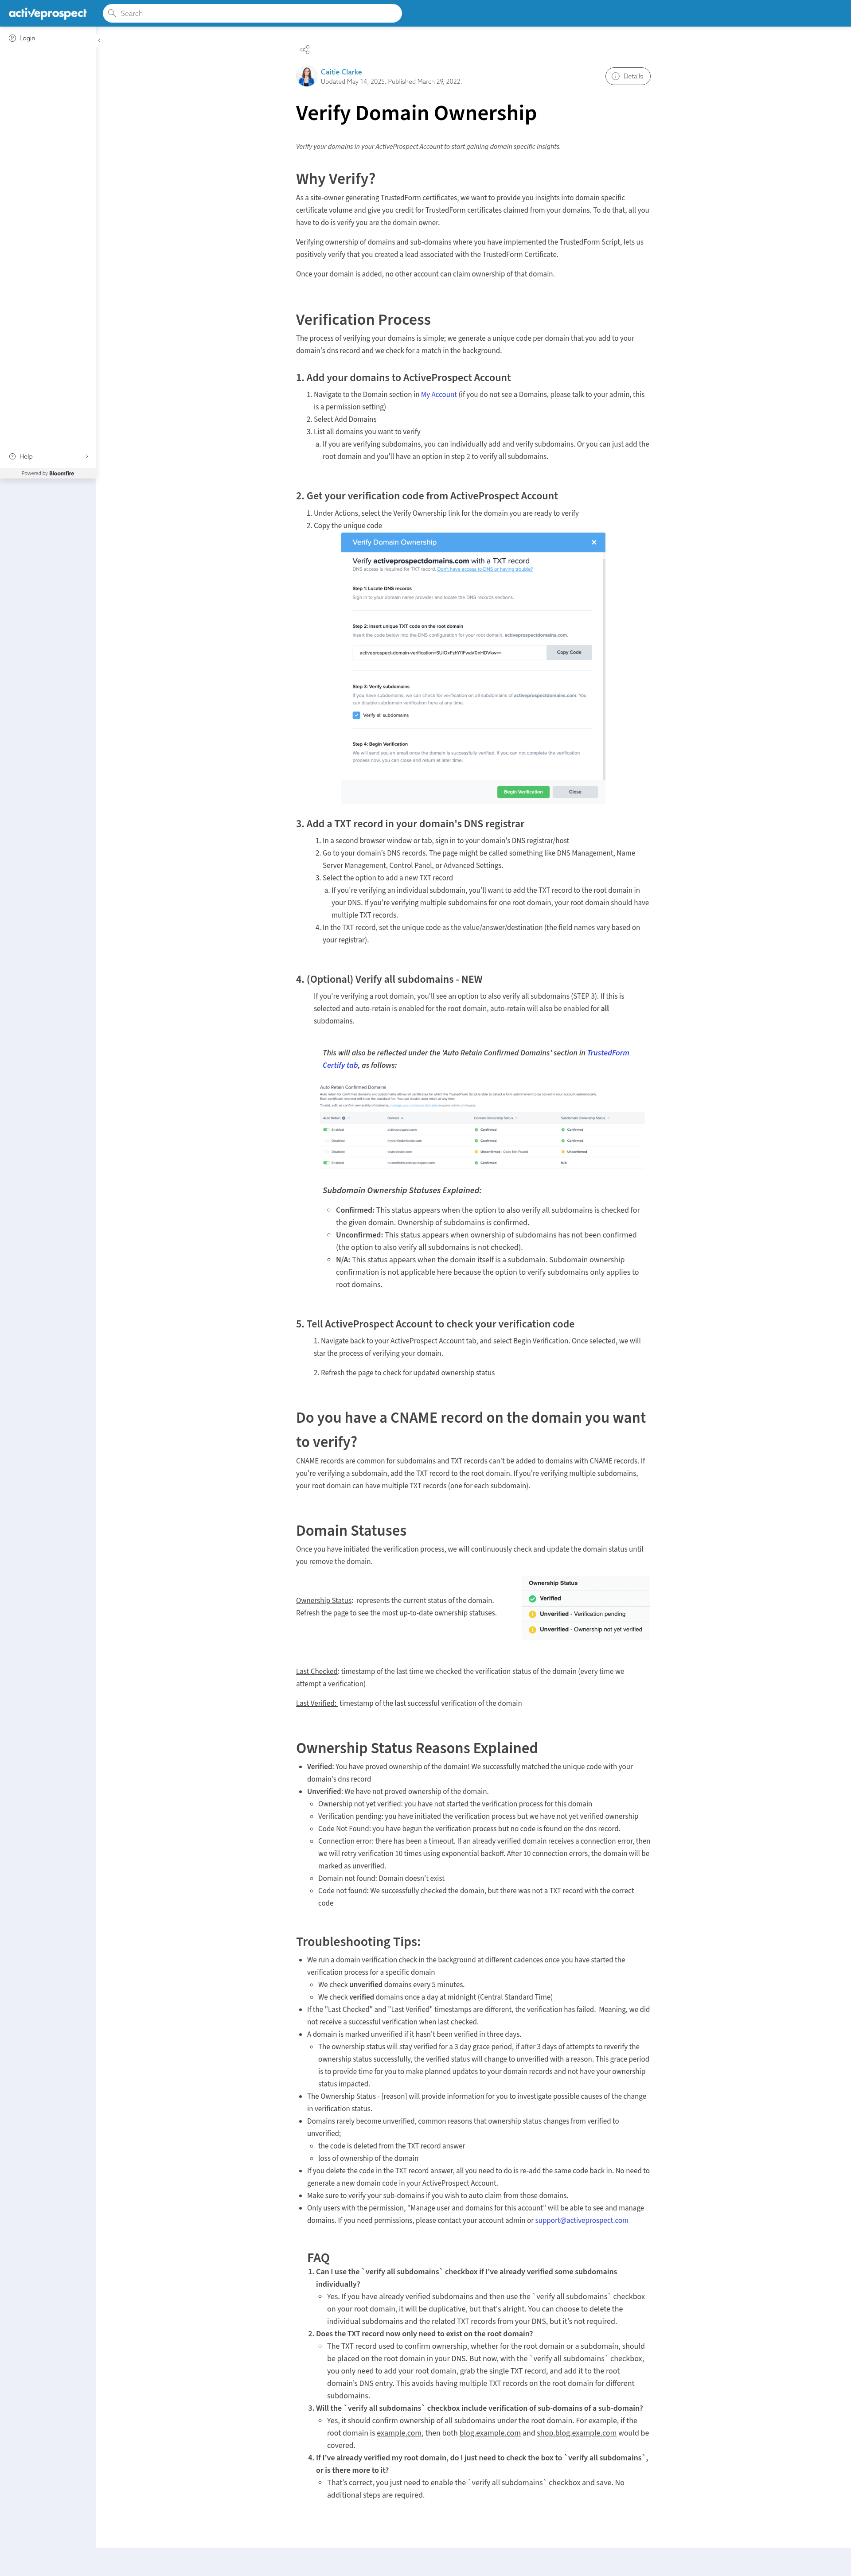 activeprospect
Search
Login
Caitie Clarke
Updated May 14, 2025. Published March 29, 2022.
Details
Verify Domain Ownership
Verify your domains in your ActiveProspect Account to start gaining domain specific insights.
Why Verify?
As a site-owner generating TrustedForm certificates, we want to provide you insights into domain specific
certificate volume and give you credit for TrustedForm certificates claimed from your domains. To do that, all you
have to do is verify you are the domain owner.
Verifying ownership of domains and sub-domains where you have implemented the TrustedForm Script, lets us
positively verify that you created a lead associated with the TrustedForm Certificate.
Once your domain is added, no other account can claim ownership of that domain.
Verification Process
The process of verifying your domains is simple; we generate a unique code per domain that you add to your
domain's dns record and we check for a match in the background.
1. Add your domains to ActiveProspect Account
1. Navigate to the Domain section in My Account (if you do not see a Domains, please talk to your admin, this
is a permission setting)
2. Select Add Domains
3. List all domains you want to verify
a. If you are verifying subdomains, you can individually add and verify subdomains. Or you can just add the
root domain and you'll have an option in step 2 to verify all subdomains.
Help
Powered by Bloomfire
2. Get your verification code from ActiveProspect Account
1. Under Actions, select the Verify Ownership link for the domain you are ready to verify
2. Copy the unique code
Verify Domain Ownership
Verify activeprospectdomains.com with a TXT record
DNS access is required for TXT record. Don't have access to DNS or having trouble?
Step 1: Locate DNS records
Sign in to your domain name provider and locate the DNS records sections.
Step 2: Insert unique TXT code on the root domain
Insert the code below into the DNS configuration for your root domain, activeprospectdomains.com.
Copy Code
Step 3: Verify subdomains
If you have subdomains, we can check for verification on all subdomains of activeprospectdomains.com. You
can disable subdomain verification here at any time.
Verify all subdomains
Step 4: Begin Verification
We will send you an email once the domain is successfully verified. If you can not complete the verification
process now, you can close and return at later time.
Begin Verification
Close
3. Add a TXT record in your domain's DNS registrar
1. In a second browser window or tab, sign in to your domain's DNS registrar/host
2. Go to your domain's DNS records. The page might be called something like DNS Management, Name
Server Management, Control Panel, or Advanced Settings.
3. Select the option to add a new TXT record
a. If you're verifying an individual subdomain, you'll want to add the TXT record to the root domain in
your DNS. If you're verifying multiple subdomains for one root domain, your root domain should have
multiple TXT records.
4. In the TXT record, set the unique code as the value/answer/destination (the field names vary based on
your registrar).
4. (Optional) Verify all subdomains - NEW
If you're verifying a root domain, you'll see an option to also verify all subdomains (STEP 3). If this is
selected and auto-retain is enabled for the root domain, auto-retain will also be enabled for all
subdomains.
This will also be reflected under the 'Auto Retain Confirmed Domains' section in TrustedForm
Certify tab, as follows:
Auto Retain Confirmed Domains
Auto Retain Domain Domain Ownership Status Subdomain Ownership Status
Enabled activeprospect.com Confirmed Confirmed
Disabled Confirmed Confirmed
Disabled Unconfirmed - Code Not Found Unconfirmed
Enabled trustedform.activeprospect.com Confirmed N/A
Subdomain Ownership Statuses Explained:
Confirmed: This status appears when the option to also verify all subdomains is checked for
the given domain. Ownership of subdomains is confirmed.
Unconfirmed: This status appears when ownership of subdomains has not been confirmed
(the option to also verify all subdomains is not checked).
N/A: This status appears when the domain itself is a subdomain. Subdomain ownership
confirmation is not applicable here because the option to verify subdomains only applies to
root domains.
5. Tell ActiveProspect Account to check your verification code
1. Navigate back to your ActiveProspect Account tab, and select Begin Verification. Once selected, we will
star the process of verifying your domain.
2. Refresh the page to check for updated ownership status
Do you have a CNAME record on the domain you want
to verify?
CNAME records are common for subdomains and TXT records can't be added to domains with CNAME records. If
you're verifying a subdomain, add the TXT record to the root domain. If you're verifying multiple subdomains,
your root domain can have multiple TXT records (one for each subdomain).
Domain Statuses
Once you have initiated the verification process, we will continuously check and update the domain status until
you remove the domain.
Ownership Status: represents the current status of the domain.
Refresh the page to see the most up-to-date ownership statuses.
Ownership Status
Verified
Unverified - Verification pending
Unverified - Ownership not yet verified
Last Checked: timestamp of the last time we checked the verification status of the domain (every time we
attempt a verification)
Last Verified: timestamp of the last successful verification of the domain
Ownership Status Reasons Explained
Verified: You have proved ownership of the domain! We successfully matched the unique code with your
domain's dns record
Unverified: We have not proved ownership of the domain.
Ownership not yet verified: you have not started the verification process for this domain
Verification pending: you have initiated the verification process but we have not yet verified ownership
Code Not Found: you have begun the verification process but no code is found on the dns record.
Connection error: there has been a timeout. If an already verified domain receives a connection error, then
we will retry verification 10 times using exponential backoff. After 10 connection errors, the domain will be
marked as unverified.
Domain not found: Domain doesn't exist
Code not found: We successfully checked the domain, but there was not a TXT record with the correct
code
Troubleshooting Tips:
We run a domain verification check in the background at different cadences once you have started the
verification process for a specific domain
We check unverified domains every 5 minutes.
We check verified domains once a day at midnight (Central Standard Time)
If the "Last Checked" and "Last Verified" timestamps are different, the verification has failed. Meaning, we did
not receive a successful verification when last checked.
A domain is marked unverified if it hasn't been verified in three days.
The ownership status will stay verified for a 3 day grace period, if after 3 days of attempts to reverify the
ownership status successfully, the verified status will change to unverified with a reason. This grace period
is to provide time for you to make planned updates to your domain records and not have your ownership
status impacted.
The Ownership Status - [reason] will provide information for you to investigate possible causes of the change
in verification status.
Domains rarely become unverified, common reasons that ownership status changes from verified to
unverified;
the code is deleted from the TXT record answer
loss of ownership of the domain
If you delete the code in the TXT record answer, all you need to do is re-add the same code back in. No need to
generate a new domain code in your ActiveProspect Account.
Make sure to verify your sub-domains if you wish to auto claim from those domains.
Only users with the permission, "Manage user and domains for this account" will be able to see and manage
domains. If you need permissions, please contact your account admin or support@activeprospect.com
FAQ
1. Can I use the `verify all subdomains` checkbox if I've already verified some subdomains
individually?
Yes. If you have already verified subdomains and then use the `verify all subdomains` checkbox
on your root domain, it will be duplicative, but that's alright. You can choose to delete the
individual subdomains and the related TXT records from your DNS, but it's not required.
2. Does the TXT record now only need to exist on the root domain?
The TXT record used to confirm ownership, whether for the root domain or a subdomain, should
be placed on the root domain in your DNS. But now, with the `verify all subdomains` checkbox,
you only need to add your root domain, grab the single TXT record, and add it to the root
domain's DNS entry. This avoids having multiple TXT records on the root domain for different
subdomains.
3. Will the `verify all subdomains` checkbox include verification of sub-domains of a sub-domain?
Yes, it should confirm ownership of all subdomains under the root domain. For example, if the
root domain is example.com, then both blog.example.com and shop.blog.example.com would be
covered.
4. If I've already verified my root domain, do I just need to check the box to `verify all subdomains`,
or is there more to it?
That's correct, you just need to enable the `verify all subdomains` checkbox and save. No
additional steps are required.